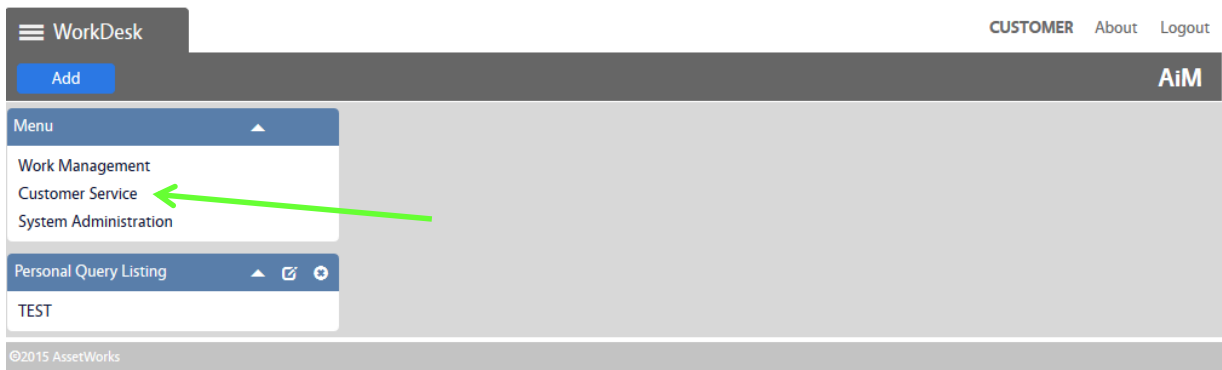 WorkDesk
CUSTOMER About Logout
Add
AiM
Menu
Work Management
Customer Service
System Administration
Personal Query Listing
TEST
©2015 AssetWorks